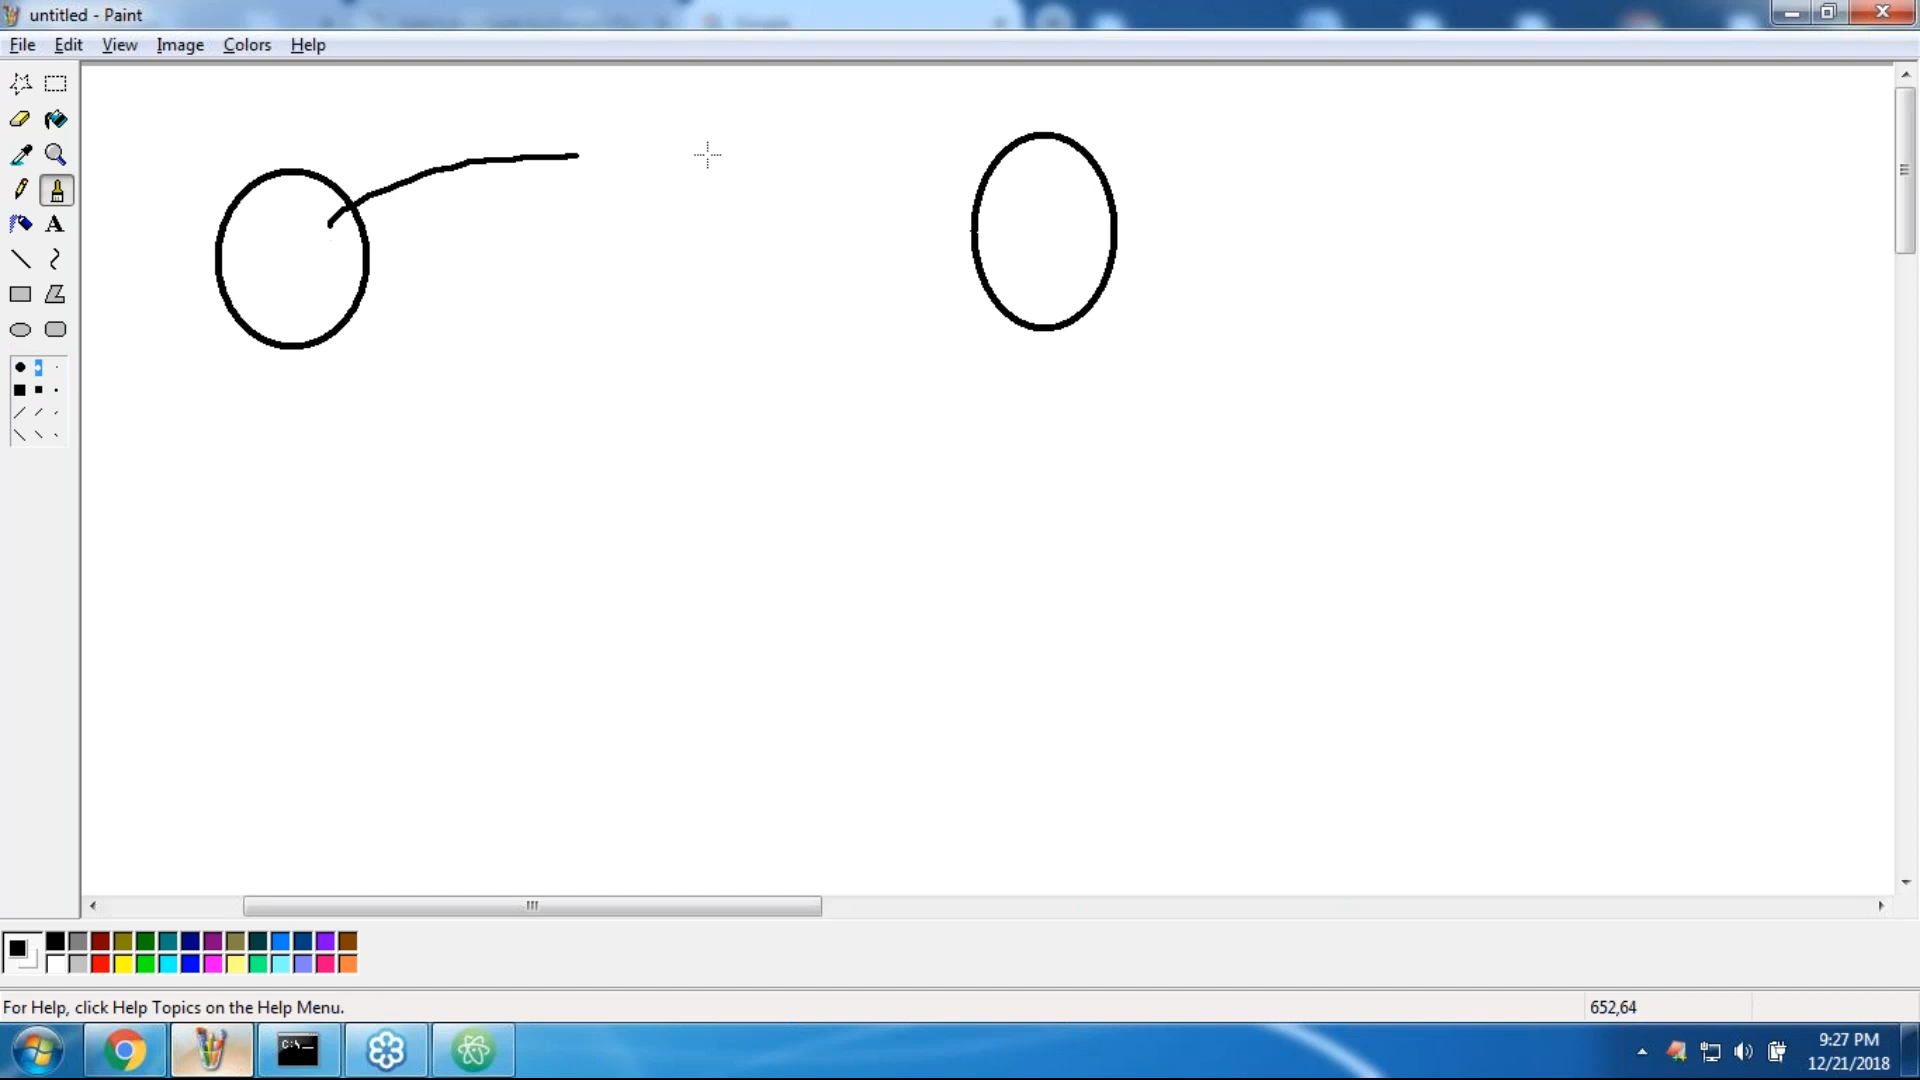 untitled - Paint
File Edit View Image Colors Help
A
C:\_
For Help, click Help Topics on the Help Menu.
652,64
9:27 PM
12/21/2018